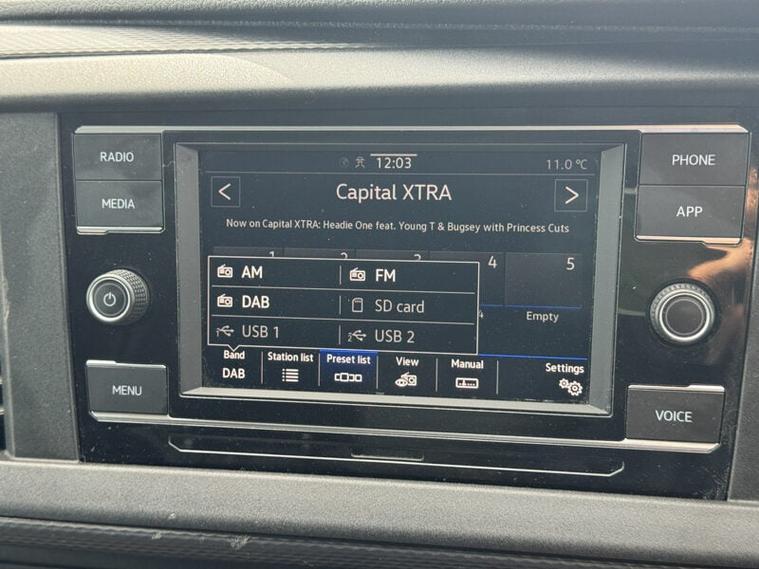 RADIO
MEDIA
MENU
12:03
11.0 °C
Capital XTRA
Now on Capital XTRA: Headie One feat. Young T & Bugsey with Princess Cuts
4
5
AM
FM
DAB
SD card
USB 1
USB 2
Empty
Band
DAB
Station list
Preset list
View
Manual
Settings
PHONE
APP
VOICE